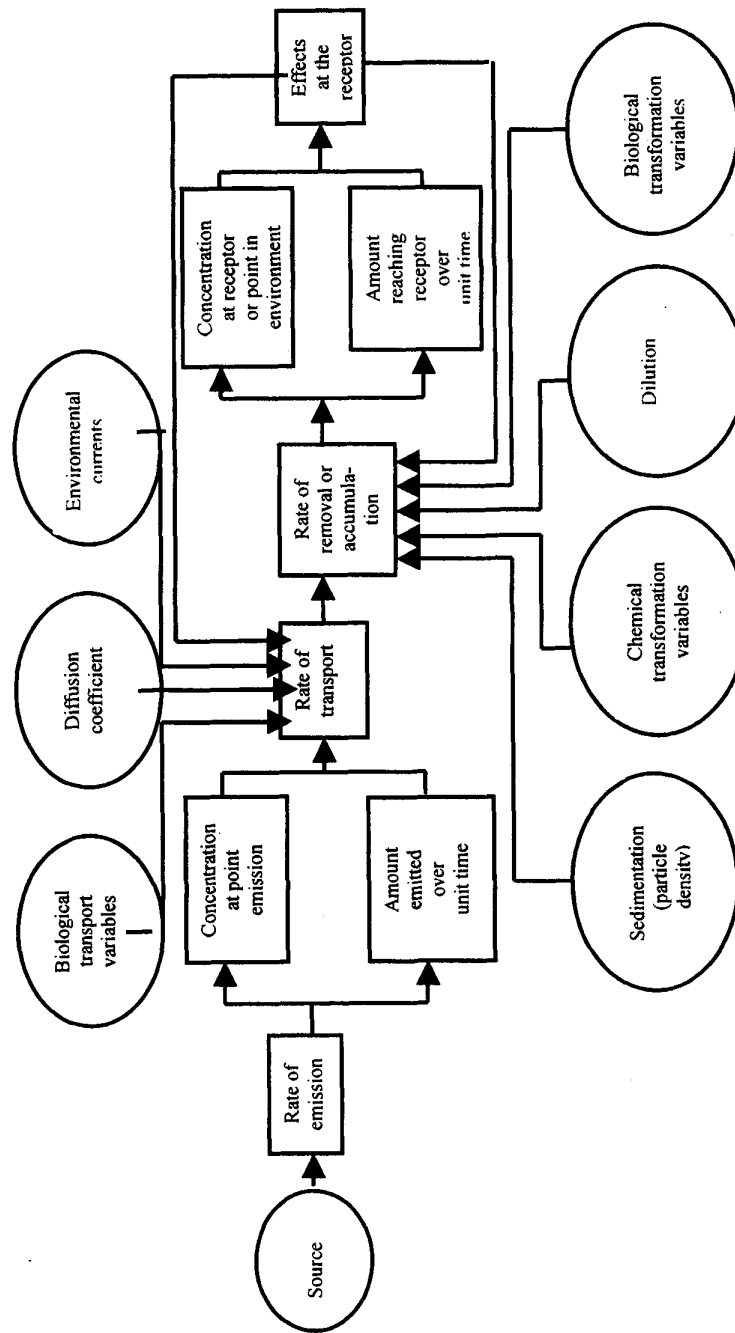 Source
Rate of
emission
Concentration
at point
emission
Amount
emitted
over
unit time
Biological
transport
variables
Diffusion
coefficient
Environmental
currents
Rate of
transport
Rate of
removal or
accumula-
tion
Concentration
at receptor
or point in
environment
Amount
reaching
receptor
over
unit time
Effects
at the
receptor
Sedimentation
(particle
density)
Chemical
transformation
variables
Dilution
Biological
transformation
variables